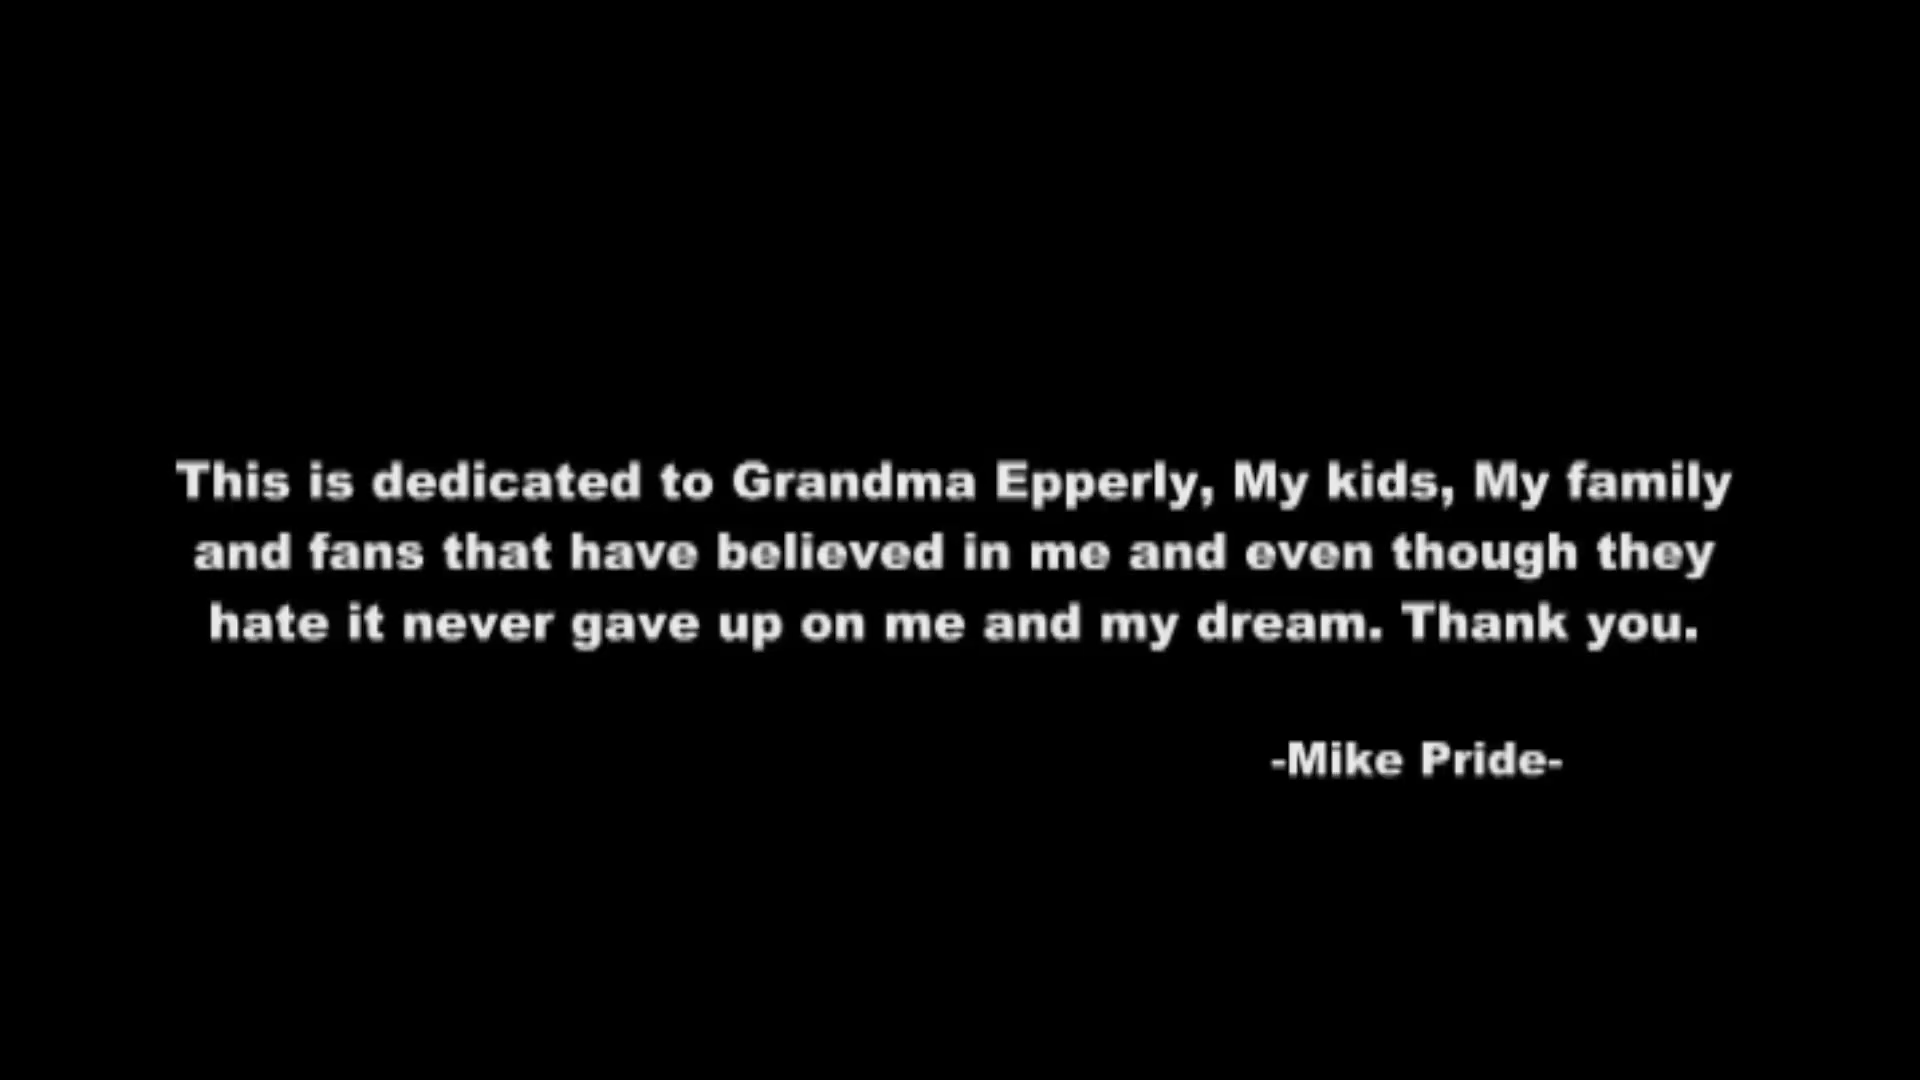 This is dedicated to Grandma Epperly, My kids, My family
and fans that have believed in me and even though they
hate it never gave up on me and my dream. Thank you.
-Mike Pride-